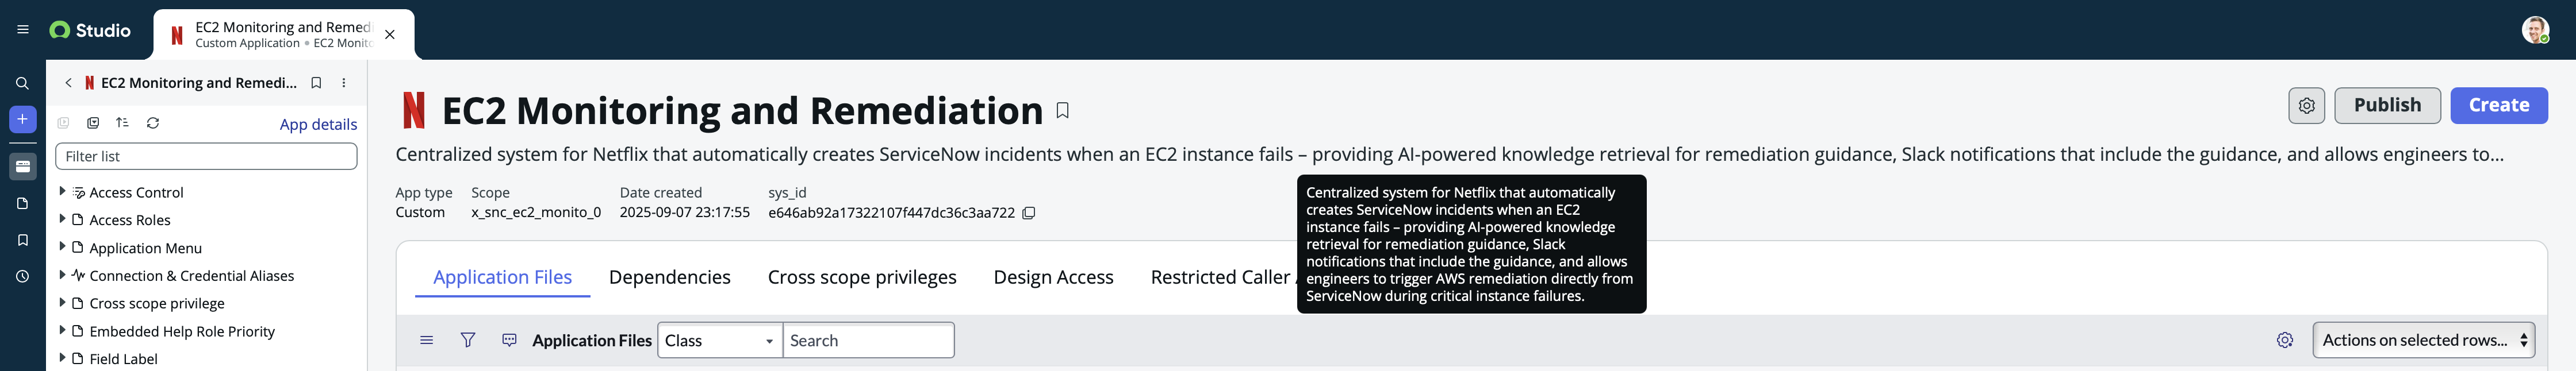 Studio
EC2 Monitoring and Remedi
Custom Application • EC2 Monito
EC2 Monitoring and Remedi...
App details
Filter list
Access Control
Access Roles
Application Menu
Connection & Credential Aliases
Cross scope privilege
Embedded Help Role Priority
Field Label
N EC2 Monitoring and Remediation
Publish
Create
Centralized system for Netflix that automatically creates ServiceNow incidents when an EC2 instance fails – providing AI-powered knowledge retrieval for remediation guidance, Slack notifications that include the guidance, and allows engineers to...
App type
Custom
Scope
x_snc_ec2_monito_0
Date created
2025-09-07 23:17:55
sys_id
e646ab92a17322107f447dc36c3aa722
Centralized system for Netflix that automatically
creates ServiceNow incidents when an EC2
instance fails – providing AI-powered knowledge
retrieval for remediation guidance, Slack
notifications that include the guidance, and allows
engineers to trigger AWS remediation directly from
ServiceNow during critical instance failures.
Application Files
Dependencies
Cross scope privileges
Design Access
Restricted Caller
Application Files
Class
Search
Actions on selected rows...